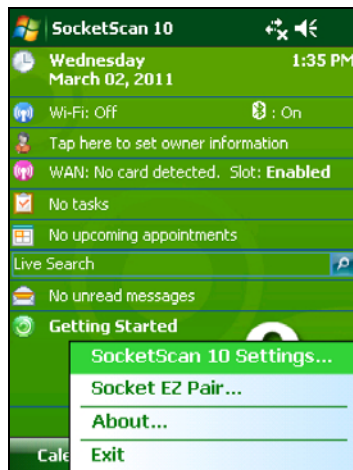 SocketScan 10
Wednesday 1:35 PM
March 02, 2011
Wi-Fi: Off : On
Tap here to set owner information
WAN: No card detected. Slot: Enabled
No tasks
No upcoming appointments
Live Search
No unread messages
Getting Started
SocketScan 10 Settings...
Socket EZ Pair...
About...
Exit
Cale